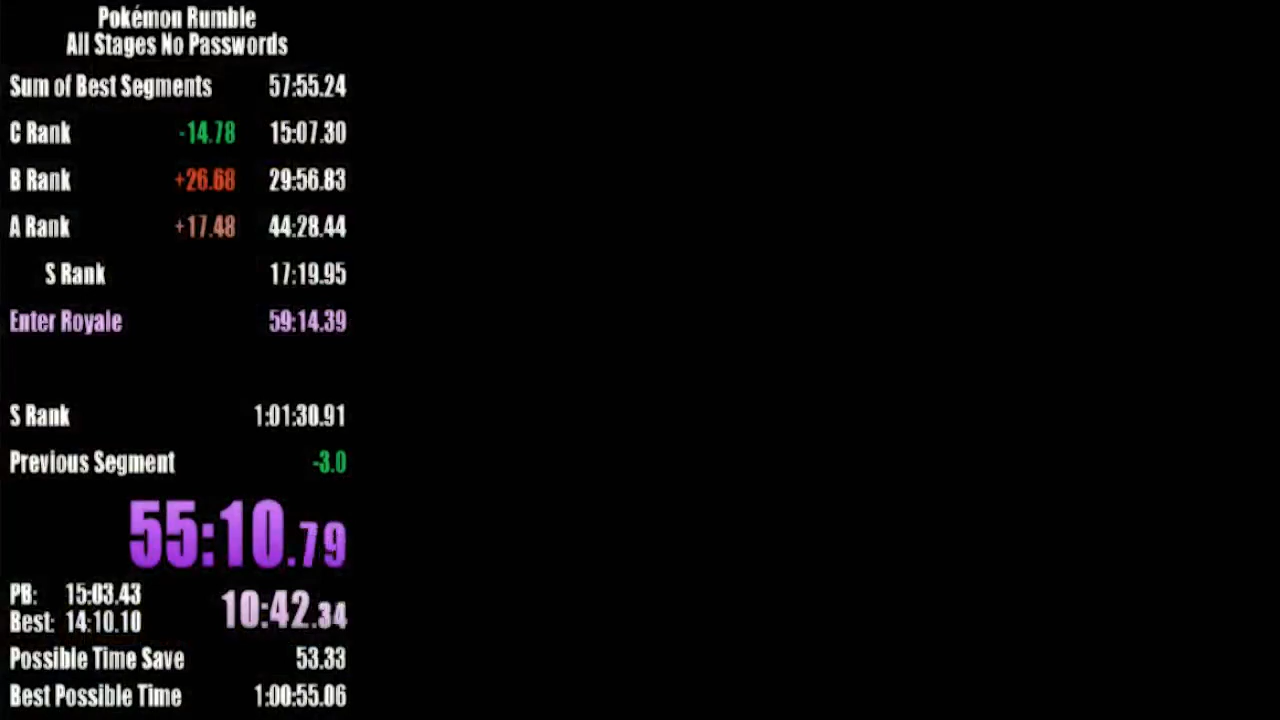 Pokémon Rumble
All Stages No Passwords
Sum of Best Segments 57:55.24
C Rank -14.78 15:07.30
B Rank +26.68 29:56.83
A Rank +17.48 44:28.44
S Rank 17:19.95
Enter Royale 59:14.39
S Rank 1:01:30.91
Previous Segment -3.0
55:10.79
PB: 15:03.43 10:42.34
Best: 14:10.10
Possible Time Save 53.33
Best Possible Time 1:00:55.06